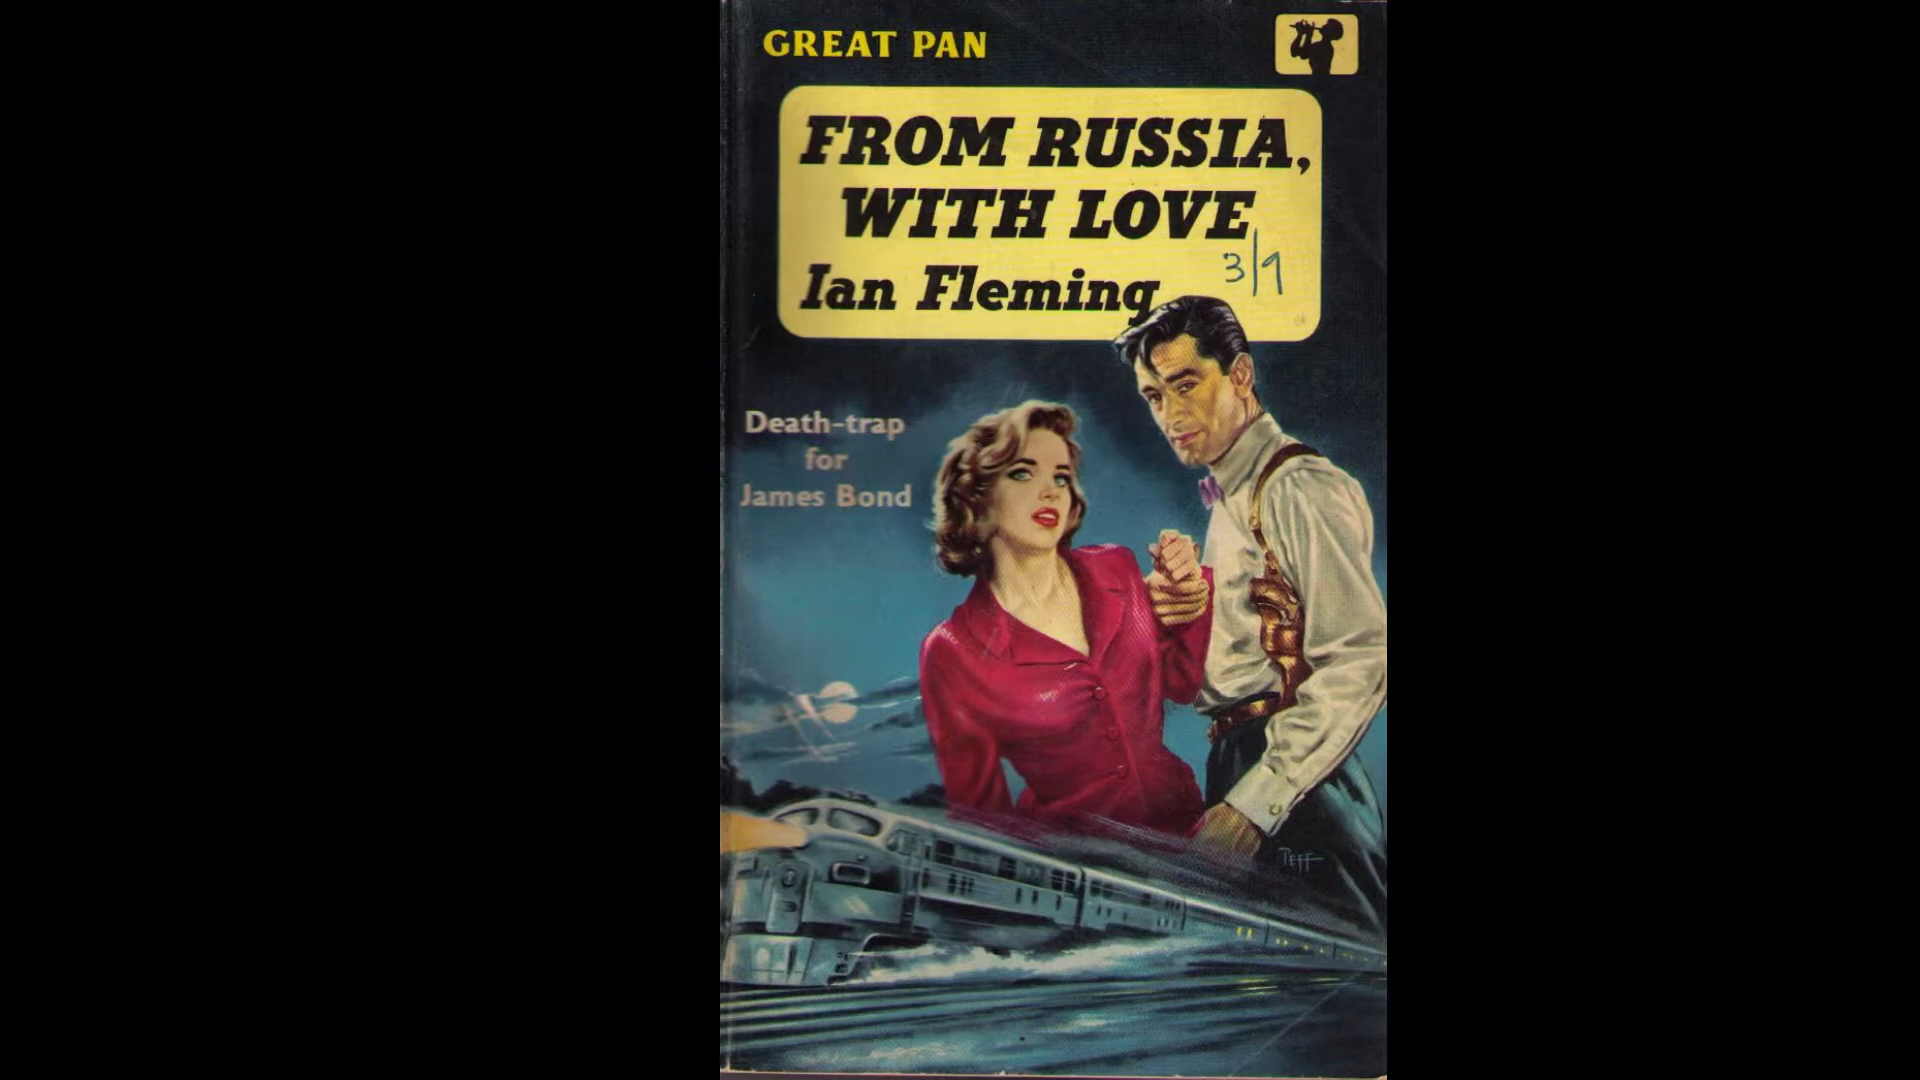 GREAT PAN
FROM RUSSIA,
WITH LOVE
3/9
Ian Fleming
Death-trap
for
James Bond
PEFF